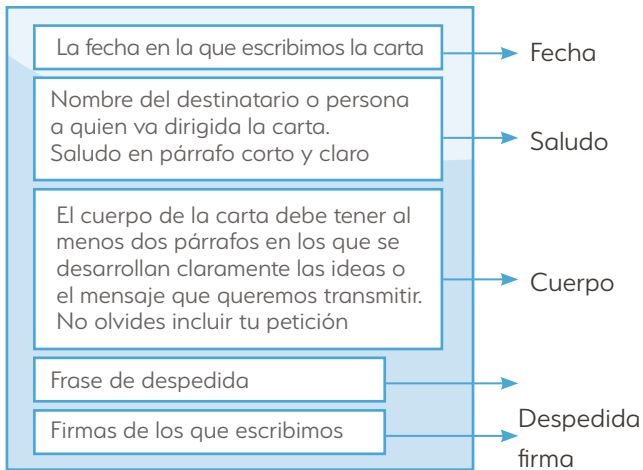 La fecha en la que escribimos la carta
Fecha
Nombre del destinatario o persona
a quien va dirigida la carta.
Saludo en párrafo corto y claro
Saludo
El cuerpo de la carta debe tener al
menos dos párrafos en los que se
desarrollan claramente las ideas o
el mensaje que queremos transmitir.
No olvides incluir tu petición
Cuerpo
Frase de despedida
Firmas de los que escribimos
Despedida
firma